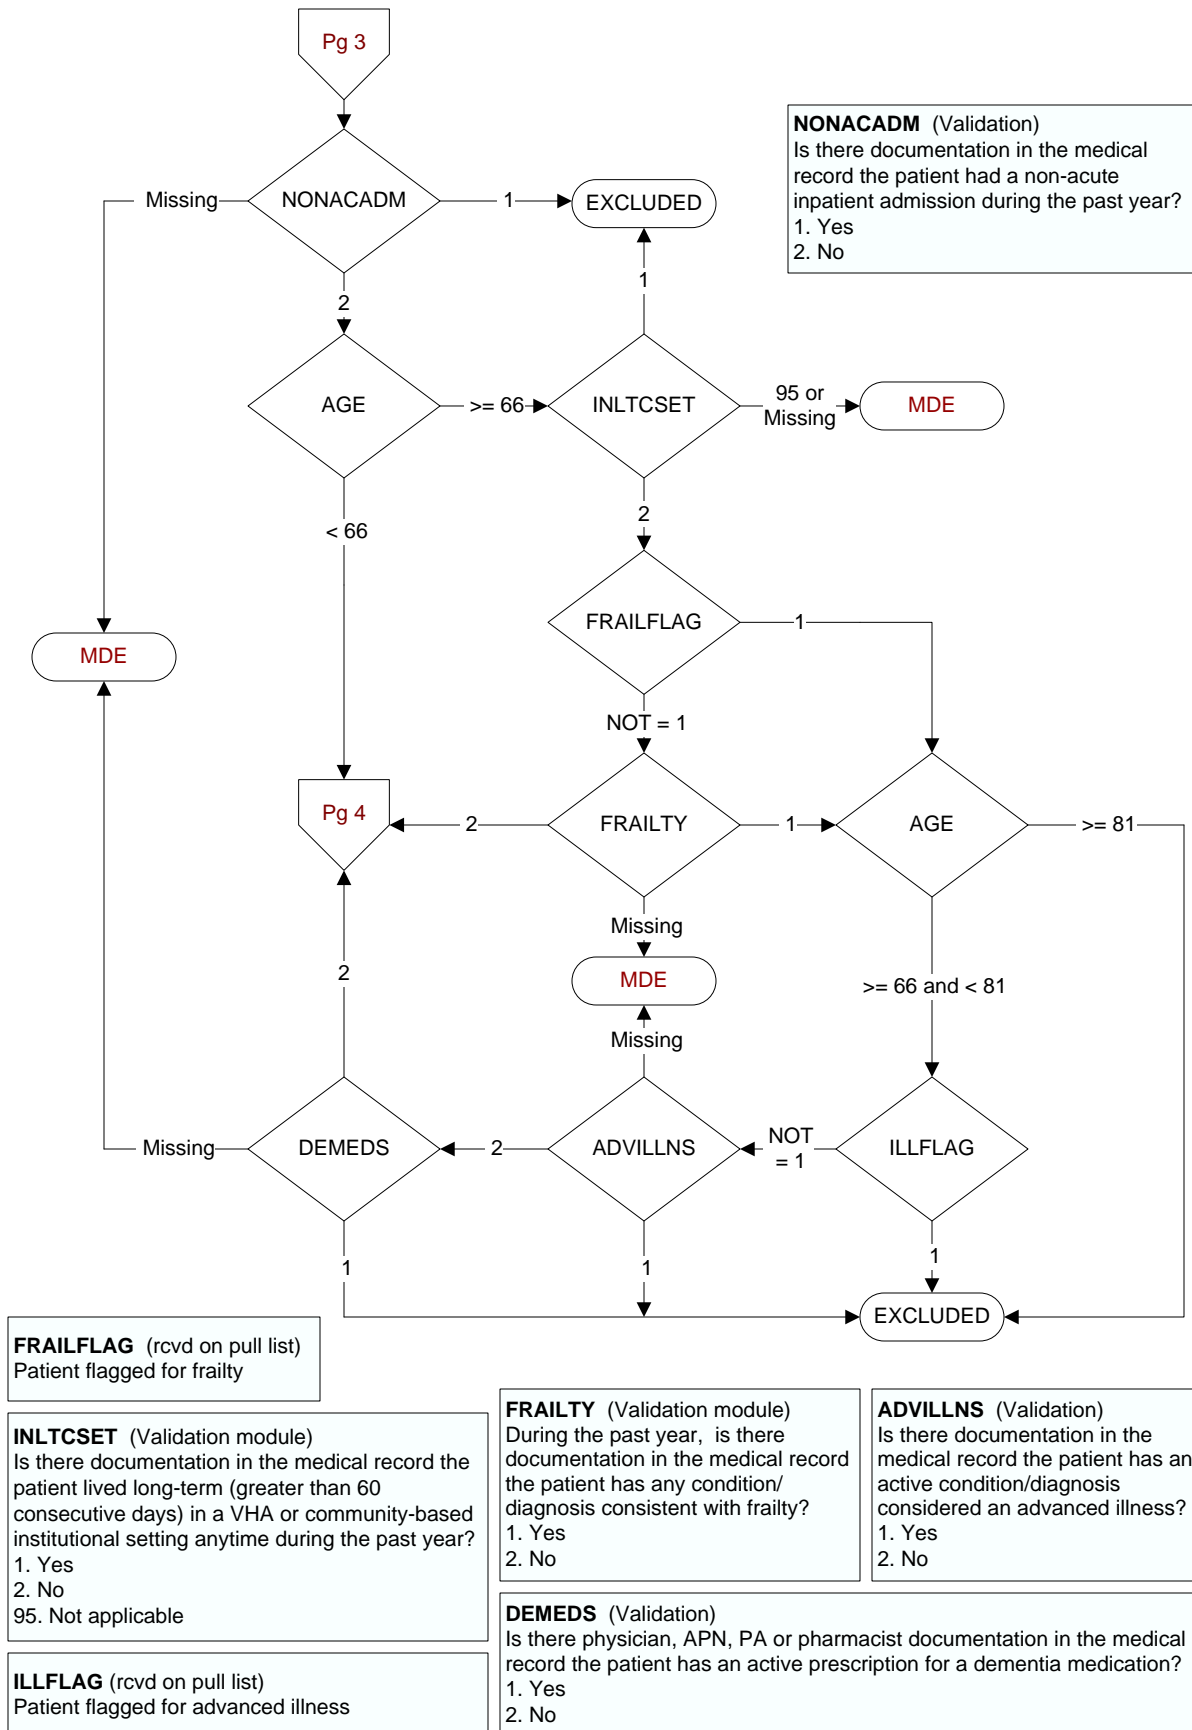 Pg 3
NONACADM (Validation)
Is there documentation in the medical
record the patient had a non-acute
inpatient admission during the past year?
1. Yes
2. No
Missing
NONACADM
1
EXCLUDED
2
1
AGE
>= 66
INLTCSET
95 or
Missing
MDE
< 66
2
FRAILFLAG
1
MDE
NOT = 1
Pg 4
2
FRAILTY
1
AGE
>= 81
Missing
2
MDE
>= 66 and < 81
Missing
Missing
DEMEDS
2
ADVILLNS
NOT
= 1
ILLFLAG
1
1
1
EXCLUDED
FRAILFLAG (rcvd on pull list)
Patient flagged for frailty
INLTCSET (Validation module)
Is there documentation in the medical record the
patient lived long-term (greater than 60
consecutive days) in a VHA or community-based
institutional setting anytime during the past year?
1. Yes
2. No
95. Not applicable
ILLFLAG (rcvd on pull list)
Patient flagged for advanced illness
FRAILTY (Validation module)
During the past year, is there
documentation in the medical record
the patient has any condition/
diagnosis consistent with frailty?
1. Yes
2. No
ADVILLNS (Validation)
Is there documentation in the
medical record the patient has an
active condition/diagnosis
considered an advanced illness?
1. Yes
2. No
DEMEDS (Validation)
Is there physician, APN, PA or pharmacist documentation in the medical
record the patient has an active prescription for a dementia medication?
1. Yes
2. No